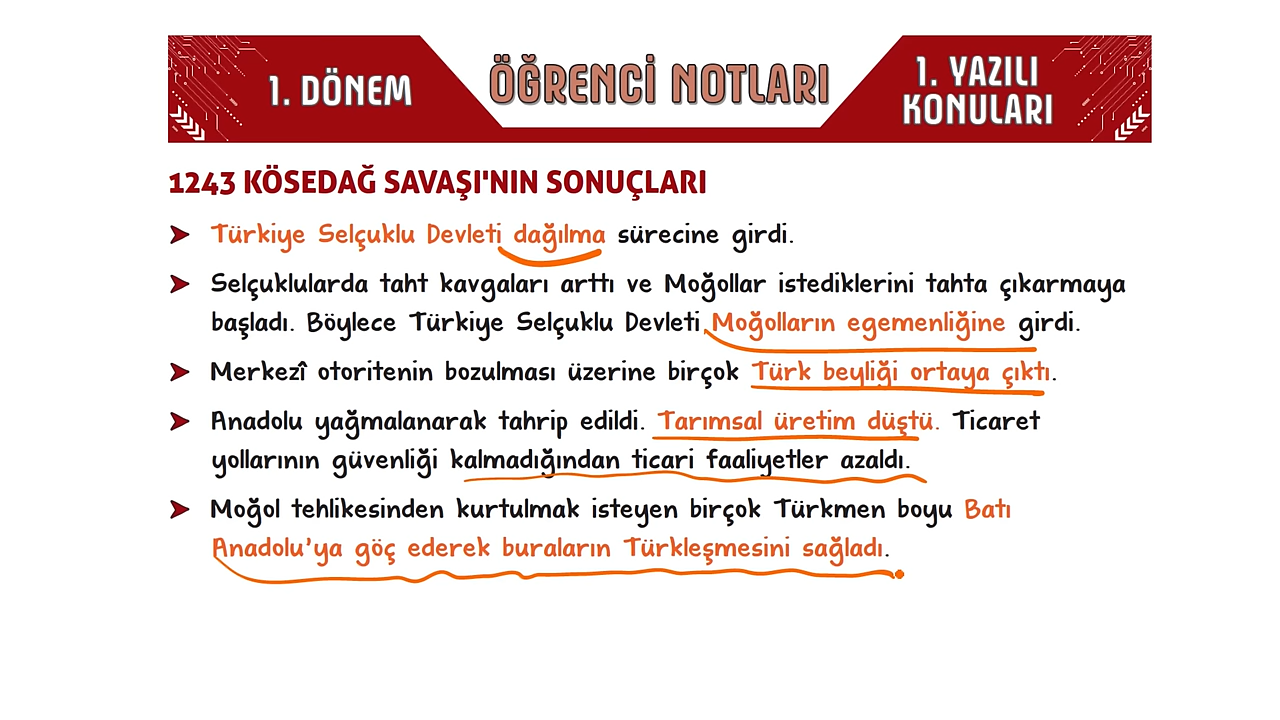 1. DÖNEM
ÖĞRENCİ NOTLARI
1. YAZILI
KONULARI
1243 KÖSEDAĞ SAVAŞI'NIN SONUÇLARI
➤ Türkiye Selçuklu Devleti dağılma sürecine girdi.
➤ Selçuklularda taht kavgaları arttı ve Moğollar istediklerini tahta çıkarmaya
başladı. Böylece Türkiye Selçuklu Devleti Moğolların egemenliğine girdi.
➤ Merkezî otoritenin bozulması üzerine birçok Türk beyliği ortaya çıktı.
➤ Anadolu yağmalanarak tahrip edildi. Tarımsal üretim düştü. Ticaret
yollarının güvenliği kalmadığından ticari faaliyetler azaldı.
➤ Moğol tehlikesinden kurtulmak isteyen birçok Türkmen boyu Batı
Anadolu'ya göç ederek buraların Türkleşmesini sağladı.